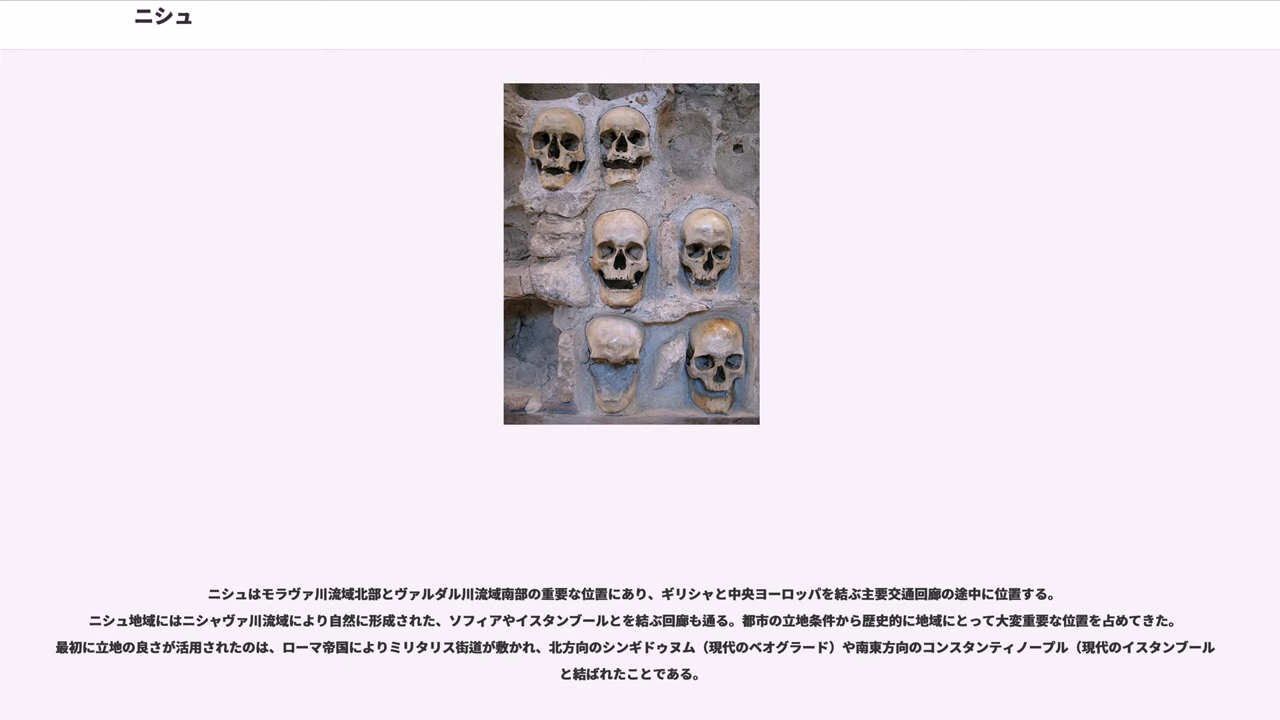 ニシュ
ニシュはモラヴァ川流域北部とヴァルダル川流域南部の重要な位置にあり、ギリシャと中央ヨーロッパを結ぶ主要交通回廊の途中に位置する。
ニシュ地域にはニシャヴァ川流域により自然に形成された、ソフィアやイスタンブールとを結ぶ回廊も通る。都市の立地条件から歴史的に地域にとって大変重要な位置を占めてきた。
最初に立地の良さが活用されたのは、ローマ帝国によりミリタリス街道が敷かれ、北方向のシンギドゥヌム（現代のベオグラード）や南東方向のコンスタンティノープル（現代のイスタンブール
と結ばれたことである。